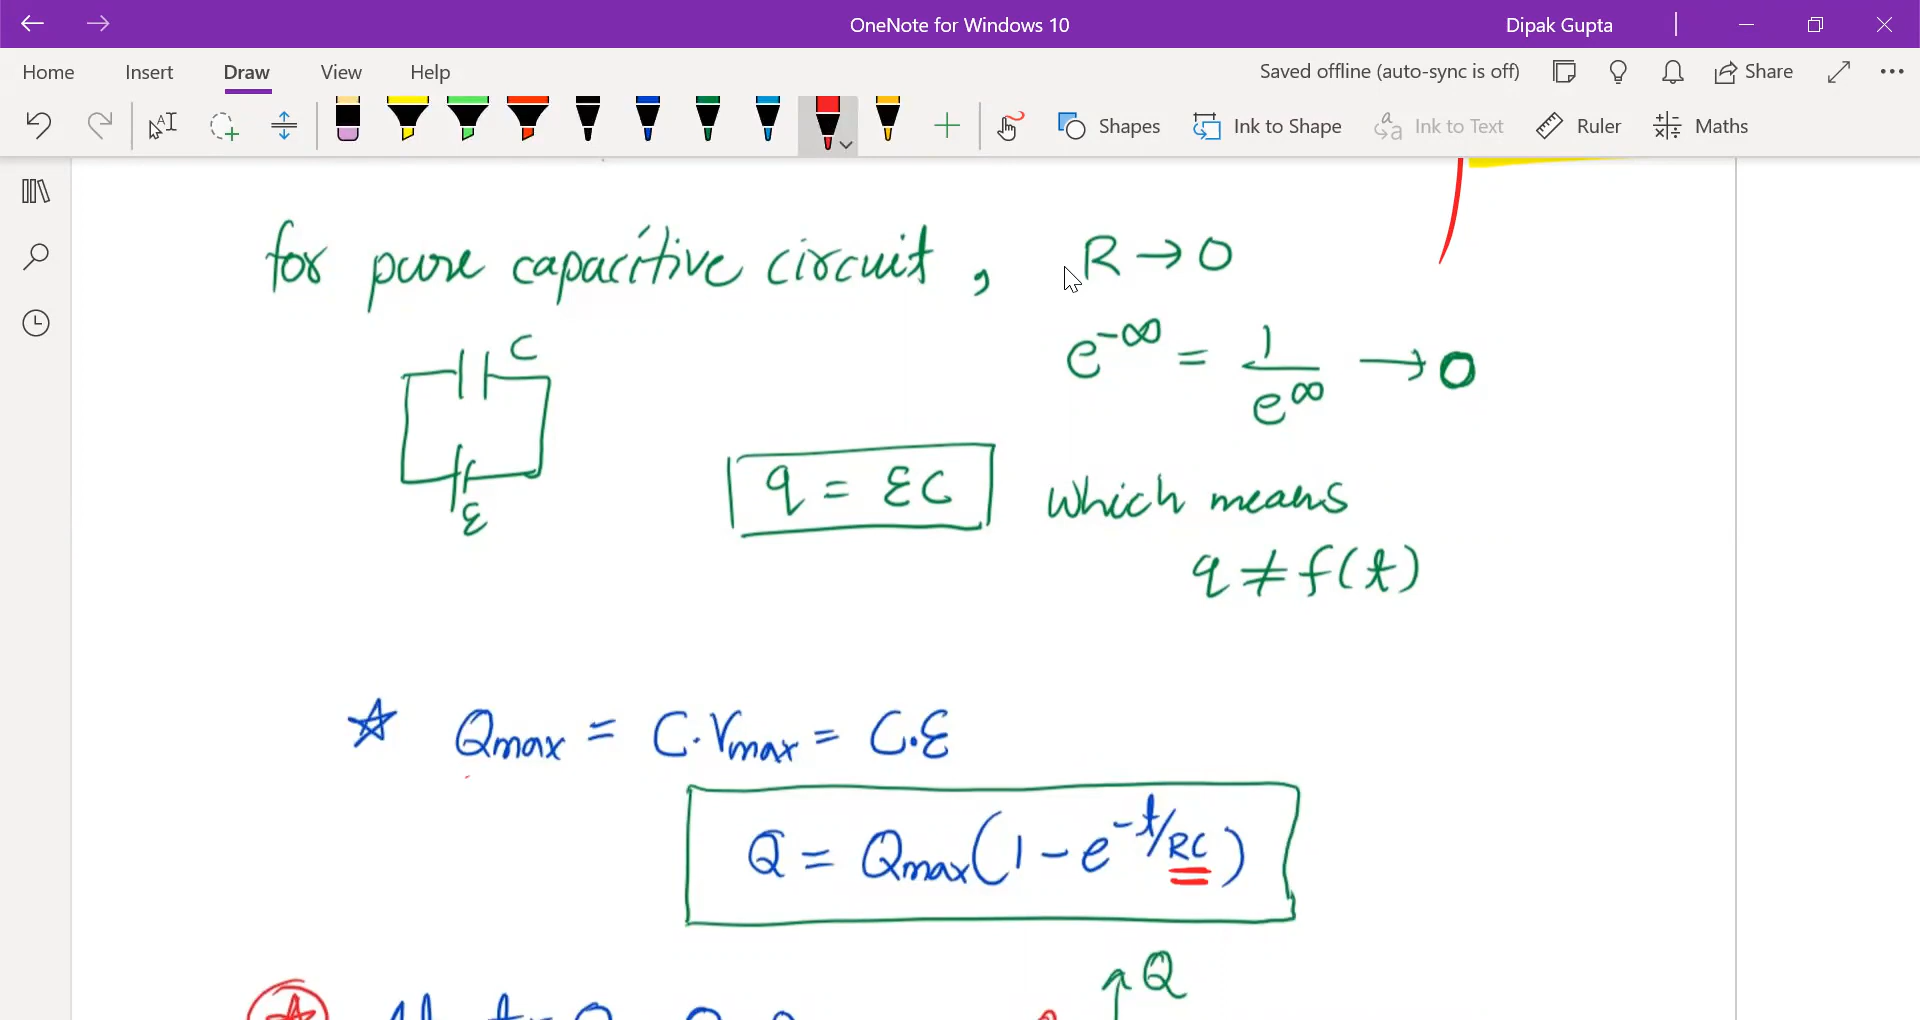 OneNote for Windows 10
Dipak Gupta
Home Insert Draw View Help
Saved offline (auto-sync is off) Share
Shapes Ink to Shape Ink to Text Ruler Maths
for pure capacitive circuit, R → 0
C
e^-∞ = 1/e^∞ → 0
ℰ
q = ℰC which means
q ≠ f(t)
☆ Qmax = C.Vmax = C.ℰ
Q = Qmax(1 - e^-t/RC)
↑ Q